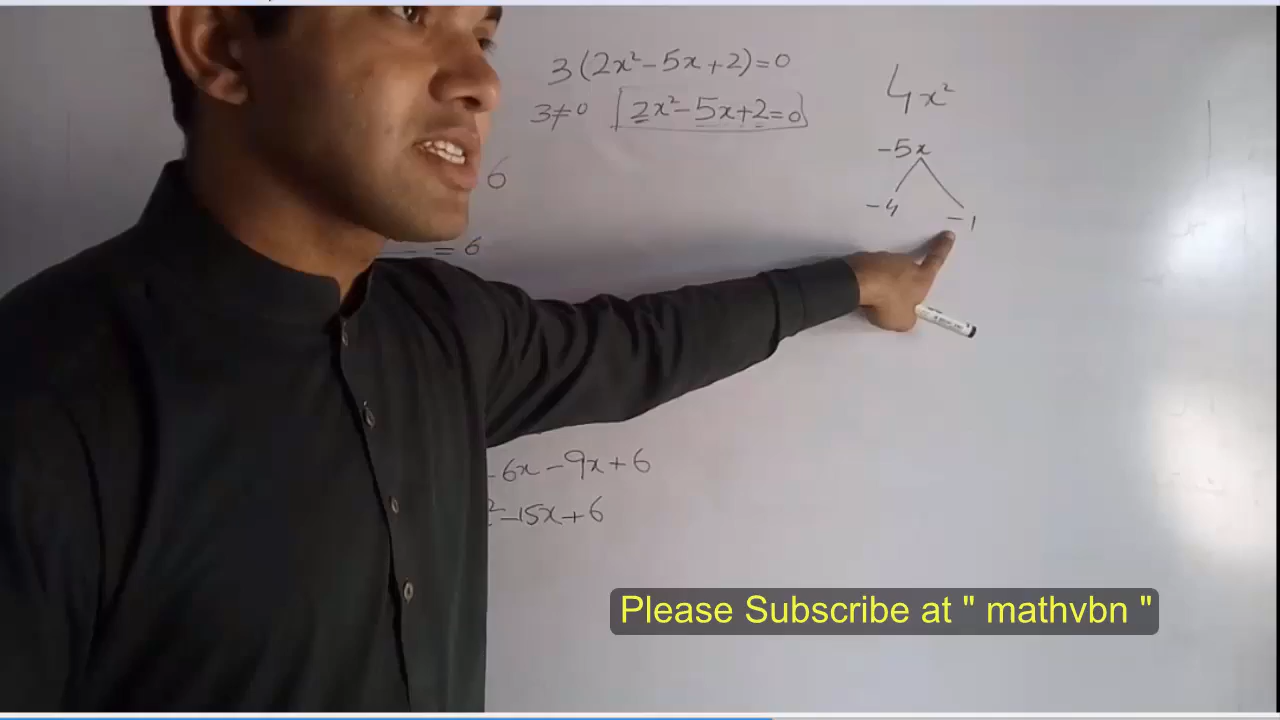 3(2x²-5x+2)=0
3≠0 2x²-5x+2=0
6
= 6
-6x-9x+6
²-15x+6
4x²
-5x
-4 -1
Please Subscribe at " mathvbn "